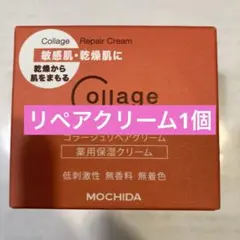 Collage Repair Cream
敏感肌・乾燥肌に
乾燥から
肌をまもる
Collage
リペアクリーム1個
コラージュリペアクリーム
薬用保湿クリーム
低刺激性 無香料 無着色
MOCHIDA